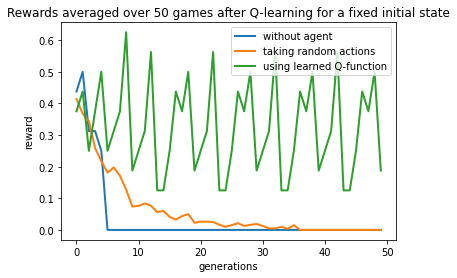 Rewards averaged over 50 games after Q-learning for a fixed initial state
without agent
taking random actions
using learned Q-function
reward
0.6
0.5
0.4
0.3
0.2
0.1
0.0
0 10 20 30 40 50
generations